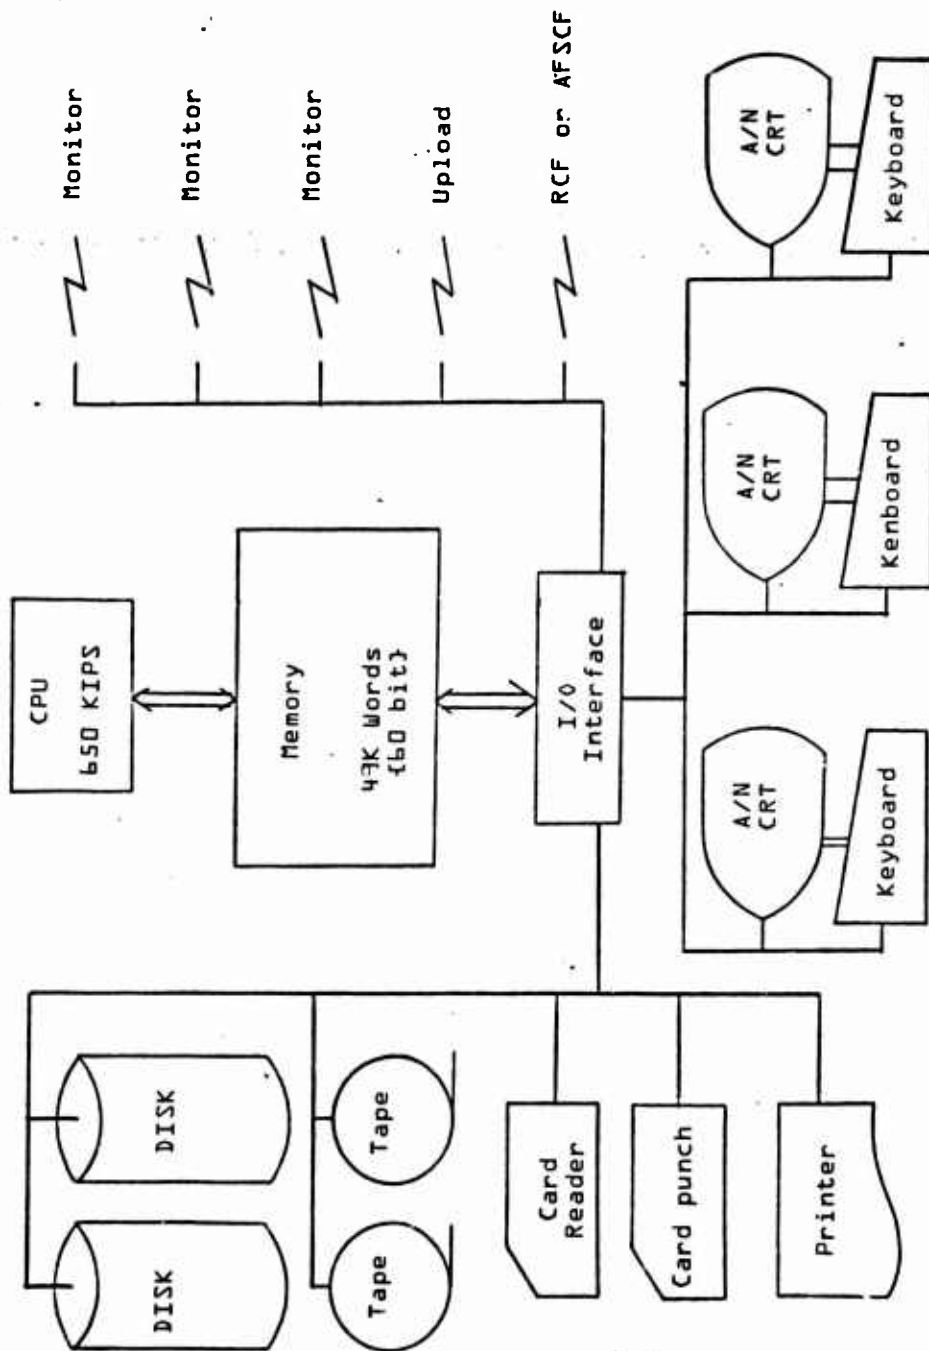 CPU
650 KIPS
Memory
49K Words
{60 bit}
I/O
Interface
Monitor
Monitor
Monitor
Upload
RCF or AFSCF
DISK
DISK
Tape
Tape
Card
Reader
Card punch
Printer
A/N
CRT
Keyboard
A/N
CRT
Kenboard
A/N
CRT
Keyboard